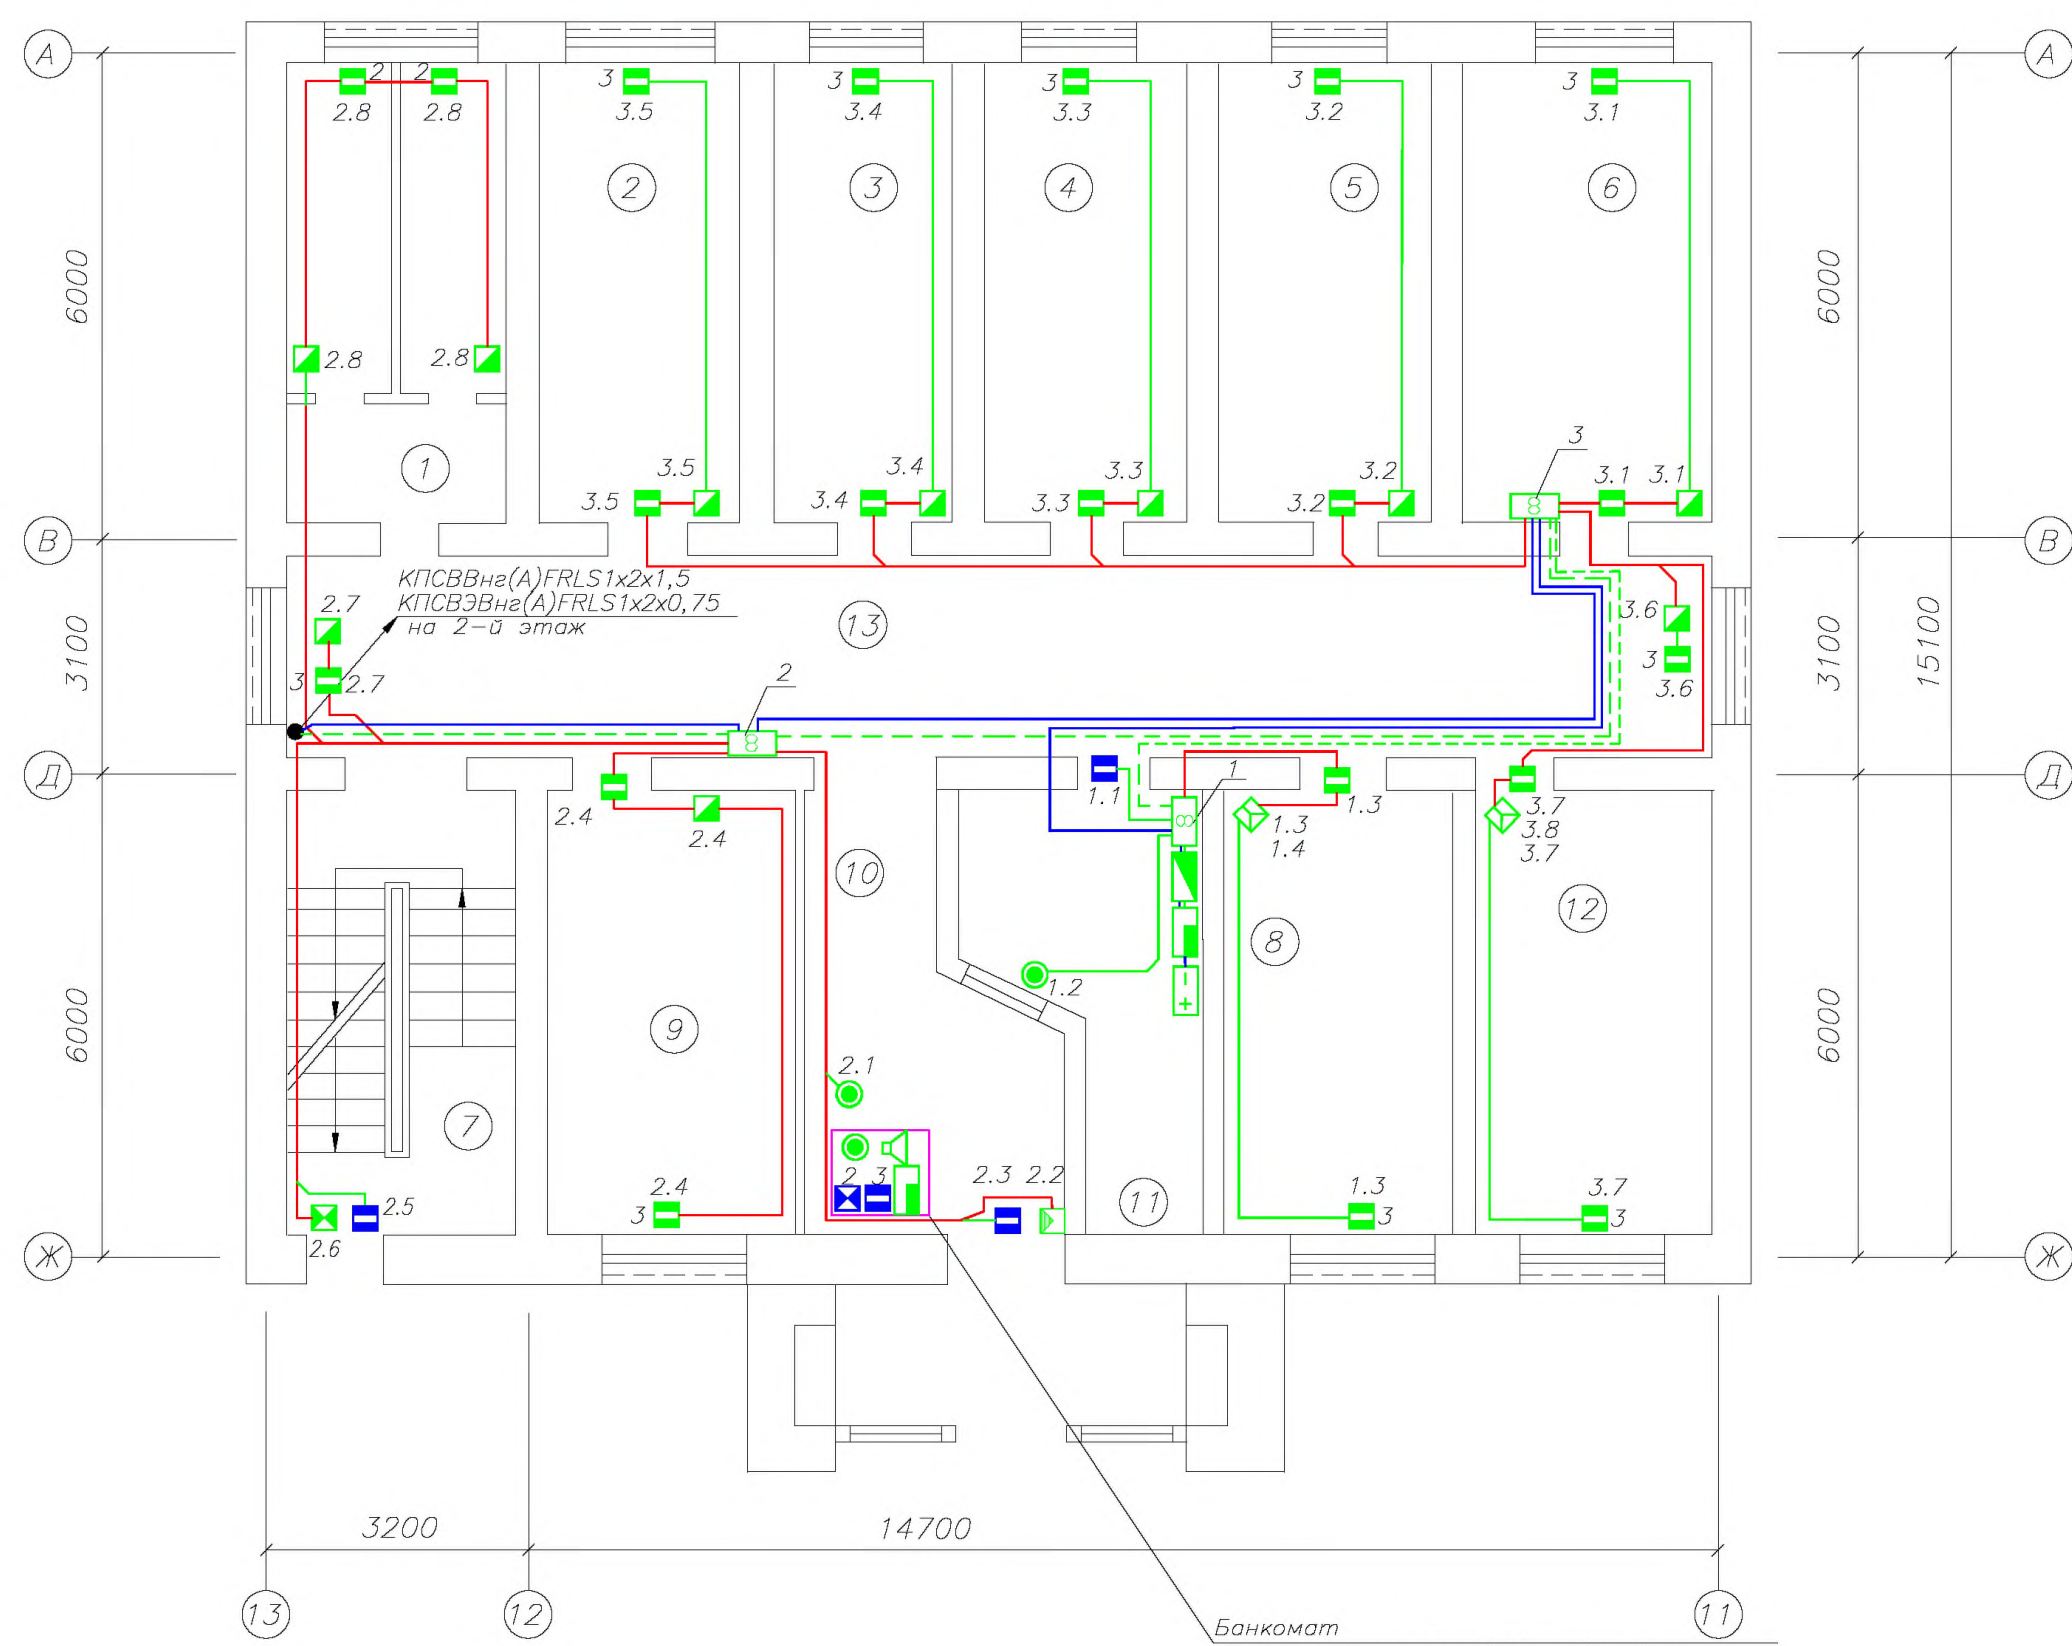 А А
2 2 3 3 3 3 3
2.8 2.8 3.5 3.4 3.3 3.2 3.1
2 3 4 5 6
6000 6000
2.8 2.8
3
1 3.5 3.4 3.3 3.2 3.1 3.1
3.5 3.4 3.3 3.2 8
В В
КПСВВнг(А)FRLS1х2х1,5
КПСВЭВнг(А)FRLS1х2х0,75
на 2-й этаж
2.7 13 3.6
3100 3100 15100
3 2.7 2 3 3.6
8
Д Д
1.1 1 1.3 3.7
2.4 2.4 8 1.3 3.8
1.4 3.7
10 12
8
1.2
6000 9 6000
+
2.1
7
2 3 2.3 2.2 11
2.4 1.3 3.7
2.5 3 3 3
2.6
Ж Ж
3200 14700
13 12 11
Банкомат